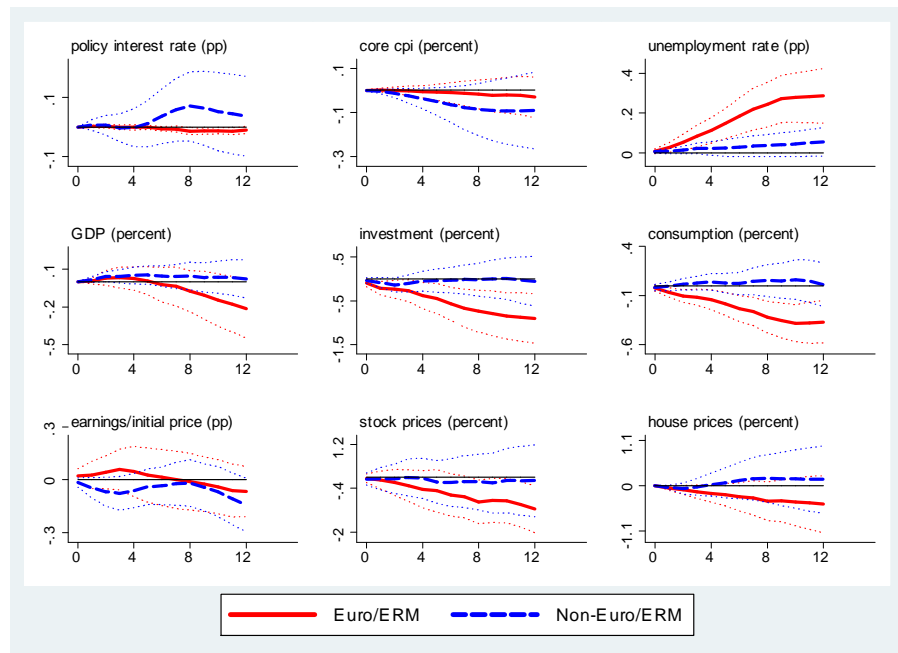 policy interest rate (pp)
.1
-.1
0 4 8 12
core cpi (percent)
.1
-.1
-.3
0 4 8 12
unemployment rate (pp)
.4
.2
0
0 4 8 12
GDP (percent)
.1
-.2
-.5
0 4 8 12
investment (percent)
.5
-.5
-1.5
0 4 8 12
consumption (percent)
.4
-.1
-.6
0 4 8 12
earnings/initial price (pp)
.3
0
-.3
0 4 8 12
stock prices (percent)
1.2
-.4
-2
0 4 8 12
house prices (percent)
1.1
0
-1.1
0 4 8 12
Euro/ERM Non-Euro/ERM